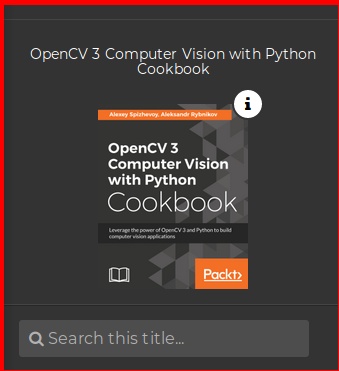 OpenCV 3 Computer Vision with Python
Cookbook
i
Alexey Spizhevoy, Aleksandr Rybnikov
OpenCV 3
Computer Vision
with Python
Cookbook
Leverage the power of OpenCV 3 and Python to build
computer vision applications
Packt>
Search this title...